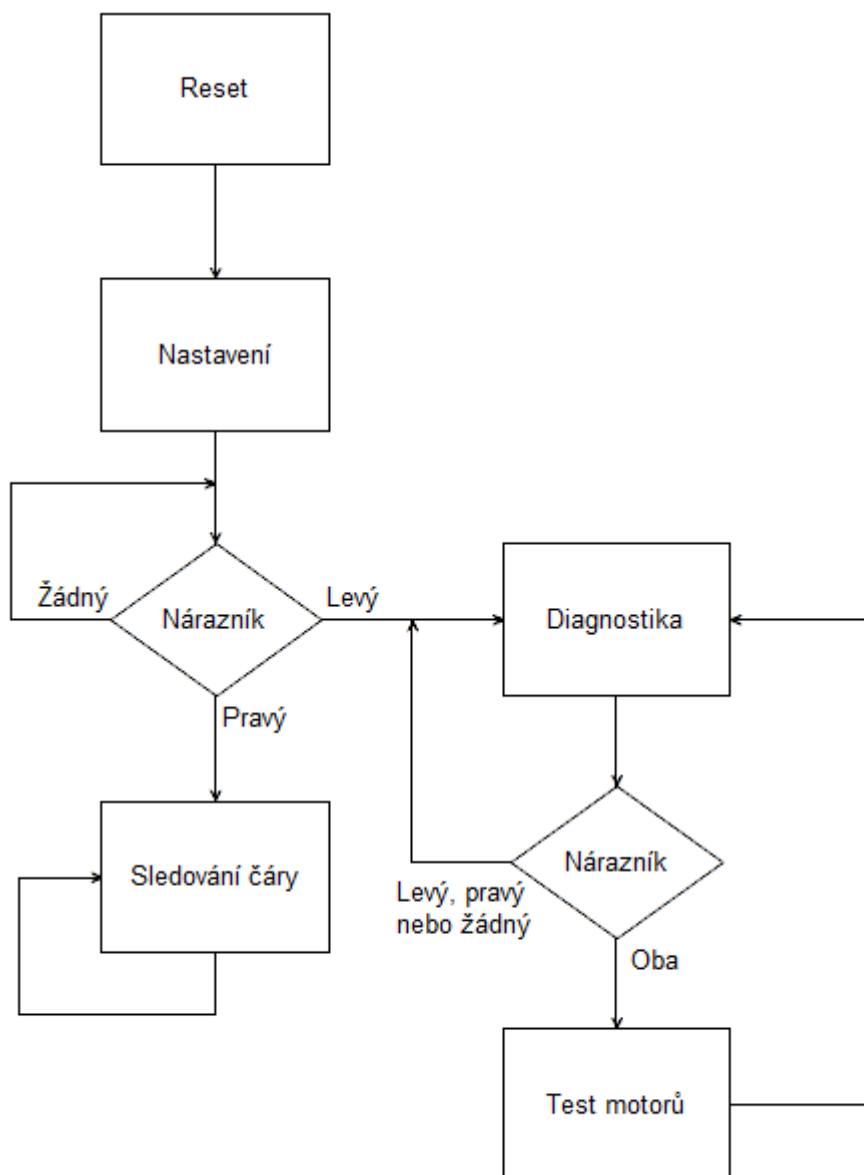 Reset
Nastavení
Žádný
Nárazník
Levý
Diagnostika
Pravý
Sledování čáry
Nárazník
Levý, pravý
nebo žádný
Oba
Test motorů